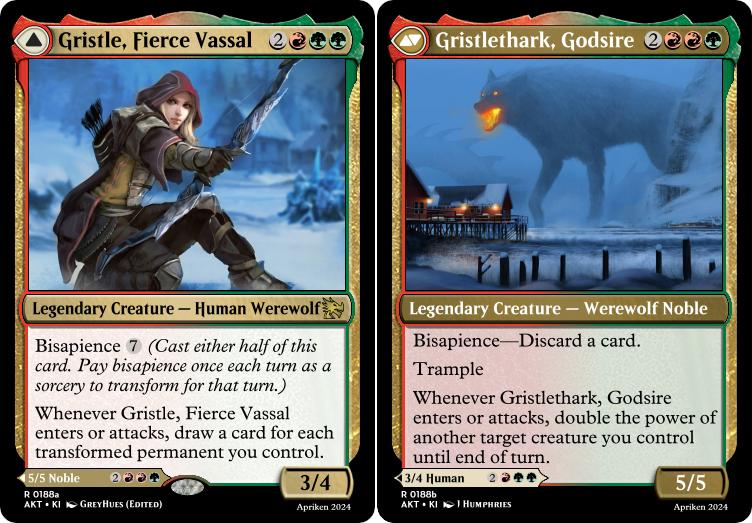 Gristle, Fierce Vassal 2
Legendary Creature — Human Werewolf
Bisapience 7 (Cast either half of this
card. Pay bisapience once each turn as a
sorcery to transform for that turn.)
Whenever Gristle, Fierce Vassal
enters or attacks, draw a card for each
transformed permanent you control.
5/5 Noble 2
3/4
R 0188a
AKT • KI GreyHues (Edited)
Apriken 2024
Gristlethark, Godsire 2
Legendary Creature — Werewolf Noble
Bisapience—Discard a card.
Trample
Whenever Gristlethark, Godsire
enters or attacks, double the power of
another target creature you control
until end of turn.
3/4 Human 2
5/5
R 0188b
AKT • KI J Humphries
Apriken 2024